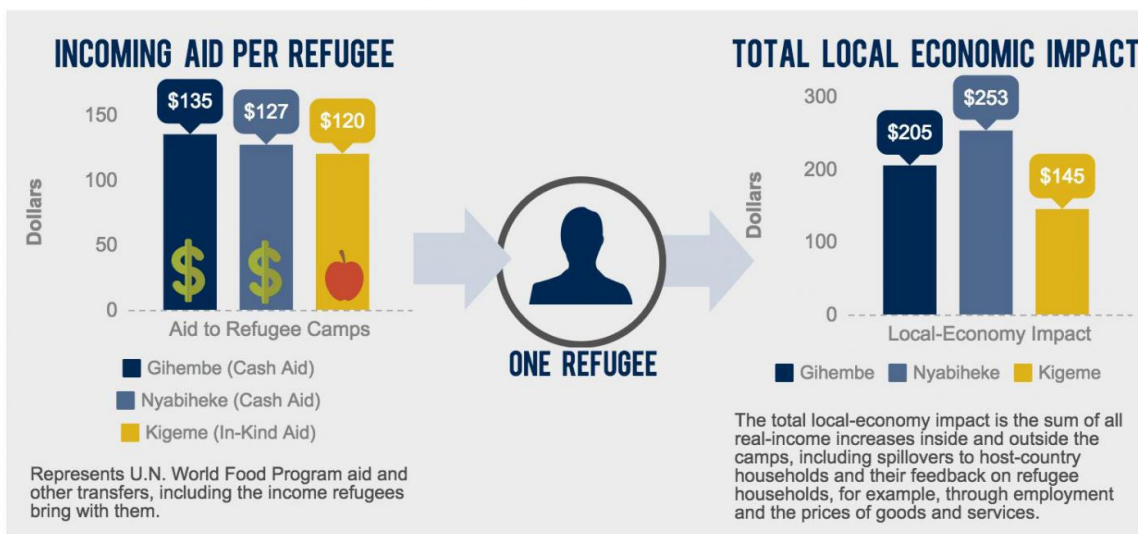 INCOMING AID PER REFUGEE
$135
$127
$120
150
100
50
0
Dollars
Aid to Refugee Camps
Gihembe (Cash Aid)
Nyabiheke (Cash Aid)
Kigeme (In-Kind Aid)
Represents U.N. World Food Program aid and
other transfers, including the income refugees
bring with them.
ONE REFUGEE
TOTAL LOCAL ECONOMIC IMPACT
300
200
100
0
Dollars
$205
$253
$145
Local-Economy Impact
Gihembe Nyabiheke Kigeme
The total local-economy impact is the sum of all
real-income increases inside and outside the
camps, including spillovers to host-country
households and their feedback on refugee
households, for example, through employment
and the prices of goods and services.